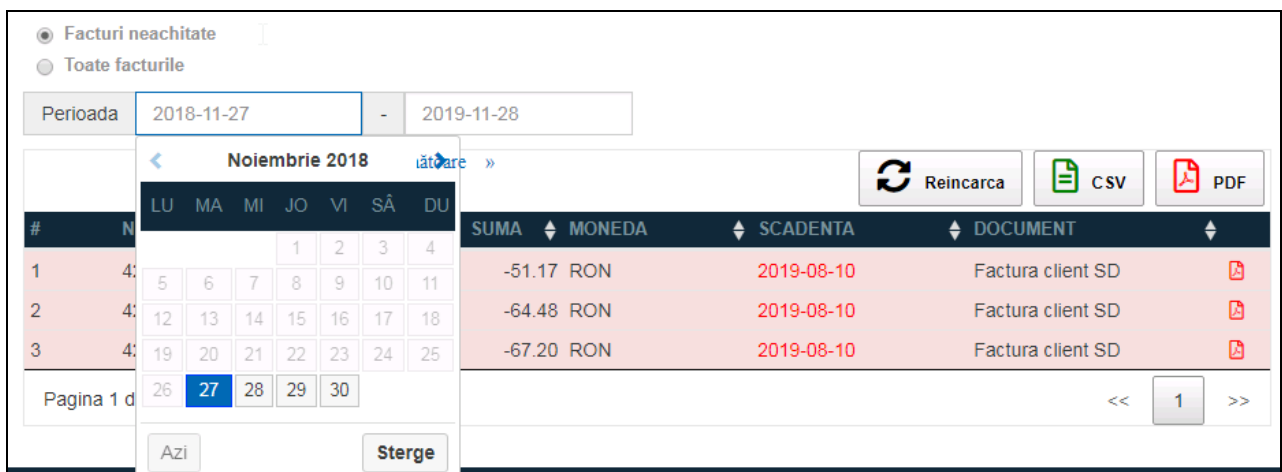 Facturi neachitate
Toate facturile
Perioada 2018-11-27 - 2019-11-28
Noiembrie 2018
»
Reincarca CSV PDF
LU MA MI JO VI SÂ DU
# SUMA MONEDA SCADENTA DOCUMENT
1 2 3 4
1 -51.17 RON 2019-08-10 Factura client SD
5 6 7 8 9 10 11
2 -64.48 RON 2019-08-10 Factura client SD
12 13 14 15 16 17 18
3 -67.20 RON 2019-08-10 Factura client SD
19 20 21 22 23 24 25
26 27 28 29 30
Pagina 1 << 1 >>
Azi Sterge